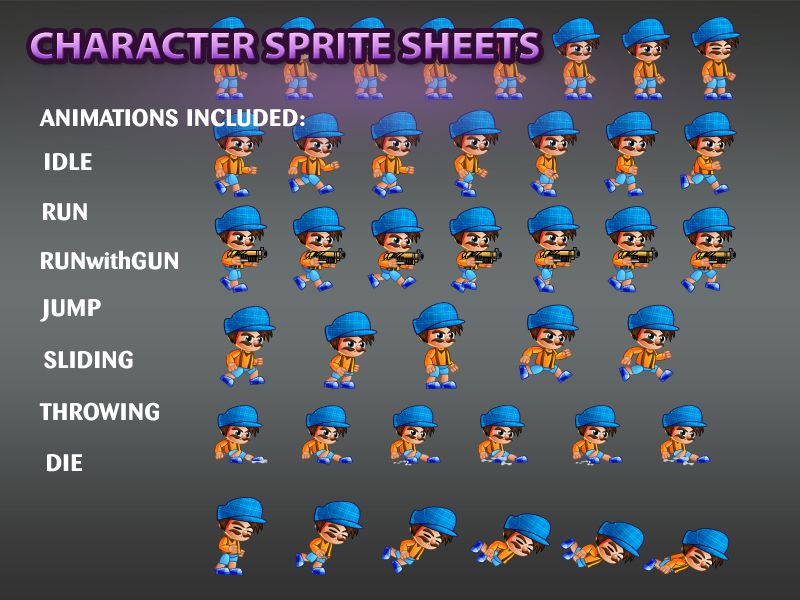 CHARACTER SPRITE SHEETS
ANIMATIONS INCLUDED:
IDLE
RUN
RUNwithGUN
JUMP
SLIDING
THROWING
DIE